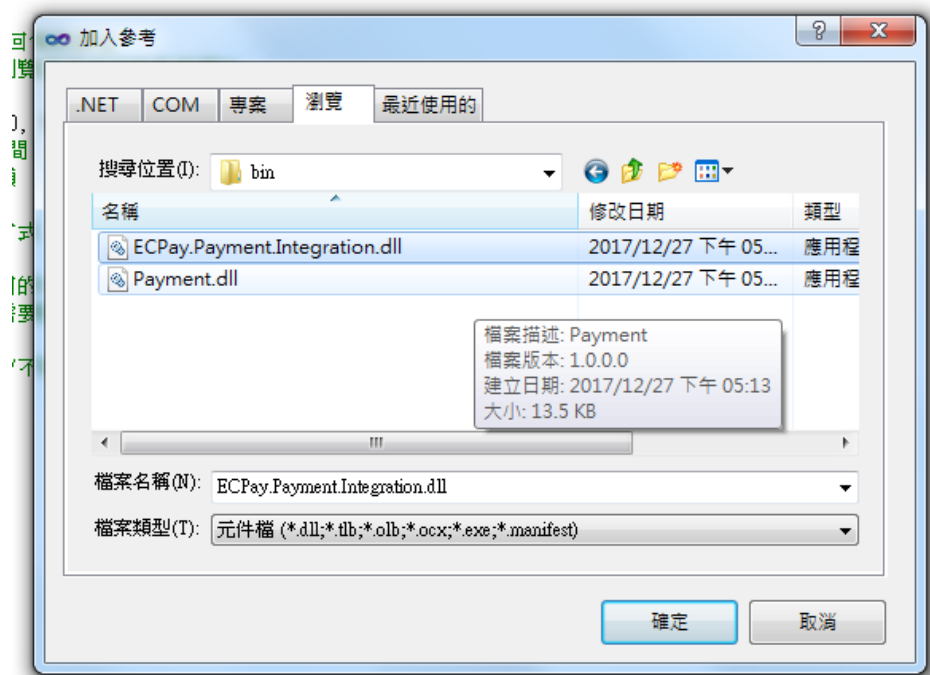 加入參考
.NET COM 專案 瀏覽 最近使用的
搜尋位置(I): bin
名稱 修改日期 類型
ECPay.Payment.Integration.dll 2017/12/27 下午 05... 應用程
Payment.dll 2017/12/27 下午 05... 應用程
檔案描述: Payment
檔案版本: 1.0.0.0
建立日期: 2017/12/27 下午 05:13
大小: 13.5 KB
檔案名稱(N): ECPay.Payment.Integration.dll
檔案類型(T): 元件檔 (*.dll;*.tlb;*.olb;*.ocx;*.exe;*.manifest)
確定 取消